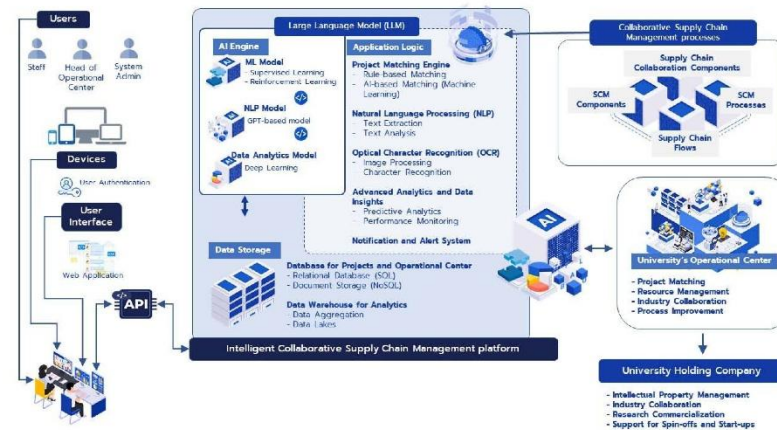 Users
Staff
Head of
Operational
Center
System
Admin
Devices
User Authentication
User
Interface
Web Application
API
Large Language Model (LLM)
AI Engine
ML Model
- Supervised Learning
- Reinforcement Learning
NLP Model
GPT-based model
Data Analytics Model
Deep Learning
Application Logic
Project Matching Engine
- Rule-based Matching
- AI-based Matching (Machine
Learning)
Natural Language Processing (NLP)
- Text Extraction
- Text Analysis
Optical Character Recognition (OCR)
- Image Processing
- Character Recognition
Advanced Analytics and Data
Insights
- Predictive Analytics
- Performance Monitoring
Notification and Alert System
Data Storage
Database for Projects and Operational Center
- Relational Database (SQL)
- Document Storage (NoSQL)
Data Warehouse for Analytics
- Data Aggregation
- Data Lakes
Intelligent Collaborative Supply Chain Management platform
AI
Collaborative Supply Chain
Management processes
Supply Chain
Collaboration Components
SCM
Components
SCM
Processes
Supply Chain
Flows
University's Operational Center
- Project Matching
- Resource Management
- Industry Collaboration
- Process Improvement
University Holding Company
- Intellectual Property Management
- Industry Collaboration
- Research Commercialization
- Support for Spin-offs and Start-ups